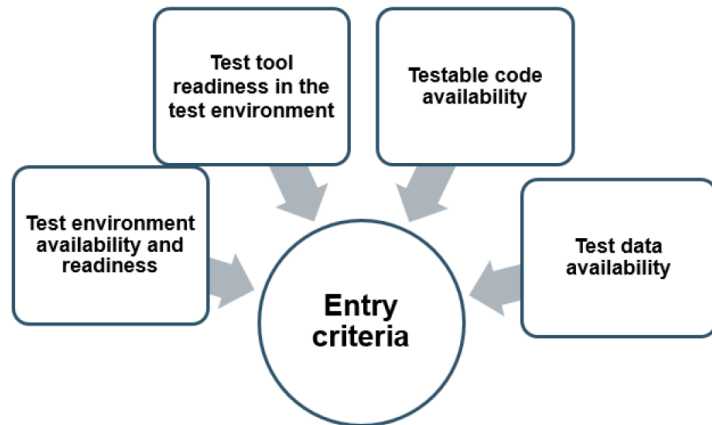 Test tool
readiness in the
test environment
Testable code
availability
Test environment
availability and
readiness
Test data
availability
Entry
criteria